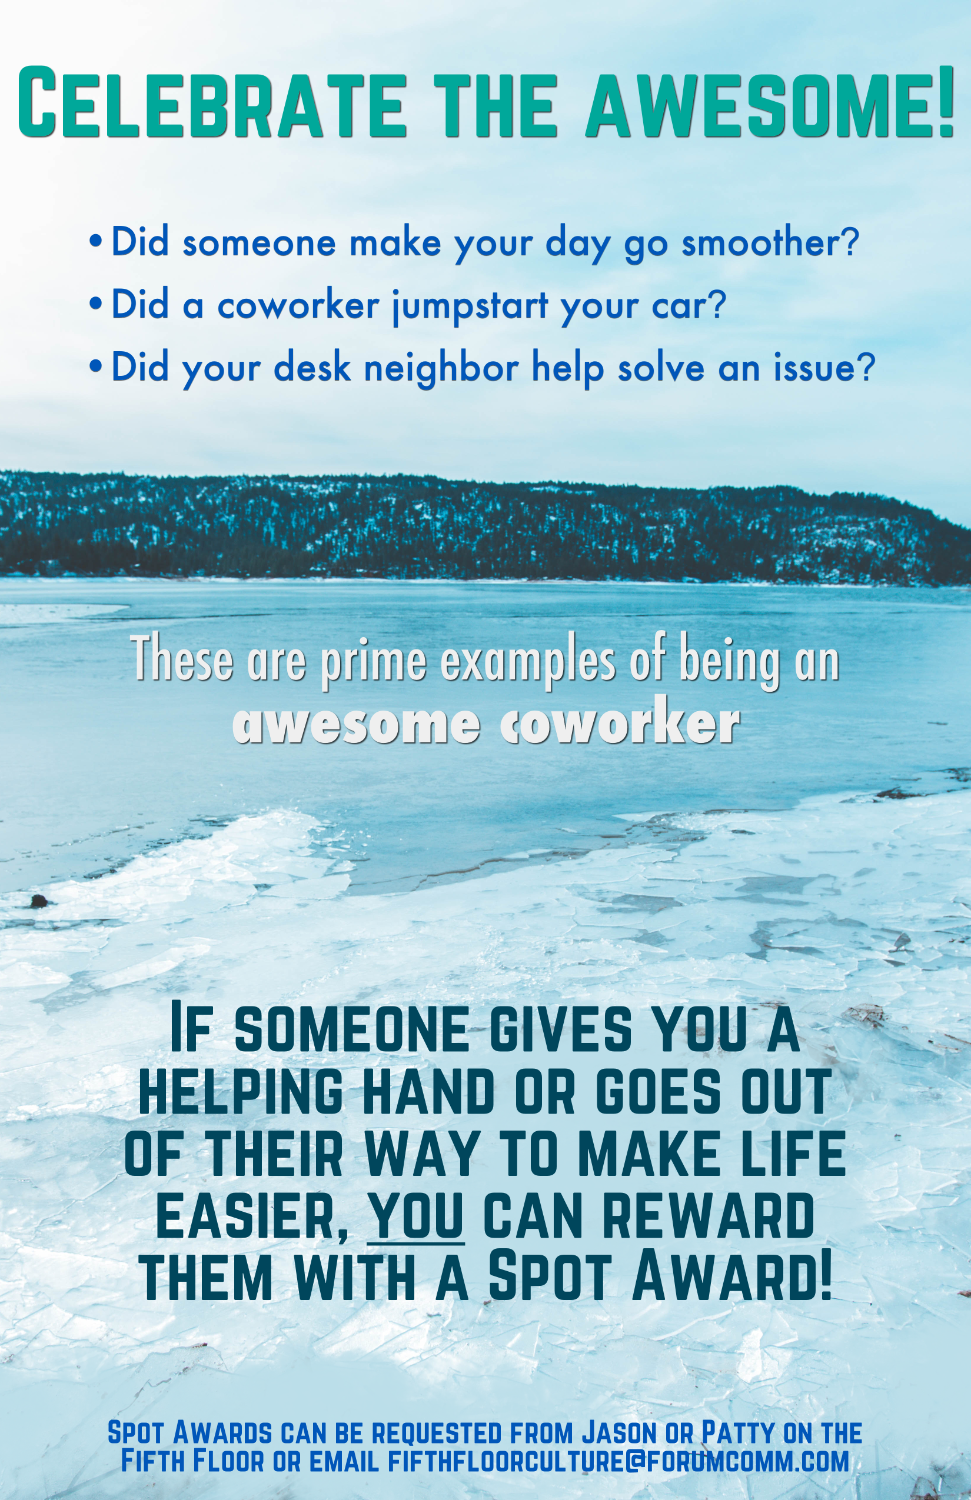 Celebrate the awesome!
• Did someone make your day go smoother?
• Did a coworker jumpstart your car?
• Did your desk neighbor help solve an issue?
These are prime examples of being an
awesome coworker
If someone gives you a
helping hand or goes out
of their way to make life
easier, you can reward
them with a Spot Award!
Spot Awards can be requested from Jason or Patty on the
Fifth Floor or email fifthfloorculture@forumcomm.com